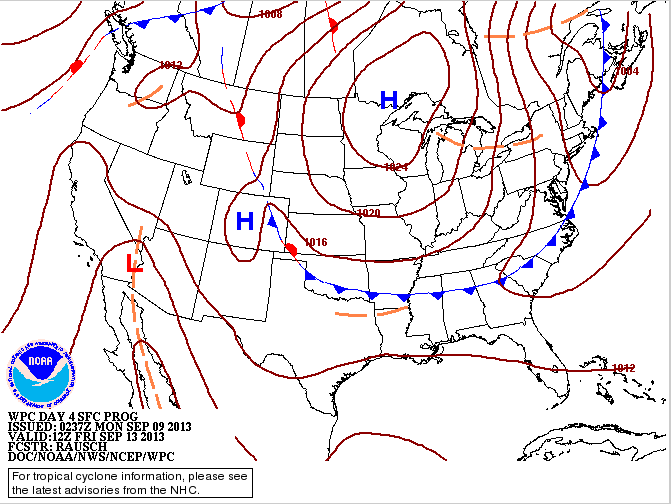 1008
1012
1004
H
1024
1020
H
1016
L
1012
NOAA
WPC DAY 4 SFC PROG
ISSUED: 0237Z MON SEP 09 2013
VALID: 12Z FRI SEP 13 2013
FCSTR: RAUSCH
DOC/NOAA/NWS/NCEP/WPC
For tropical cyclone information, please see
the latest advisories from the NHC.